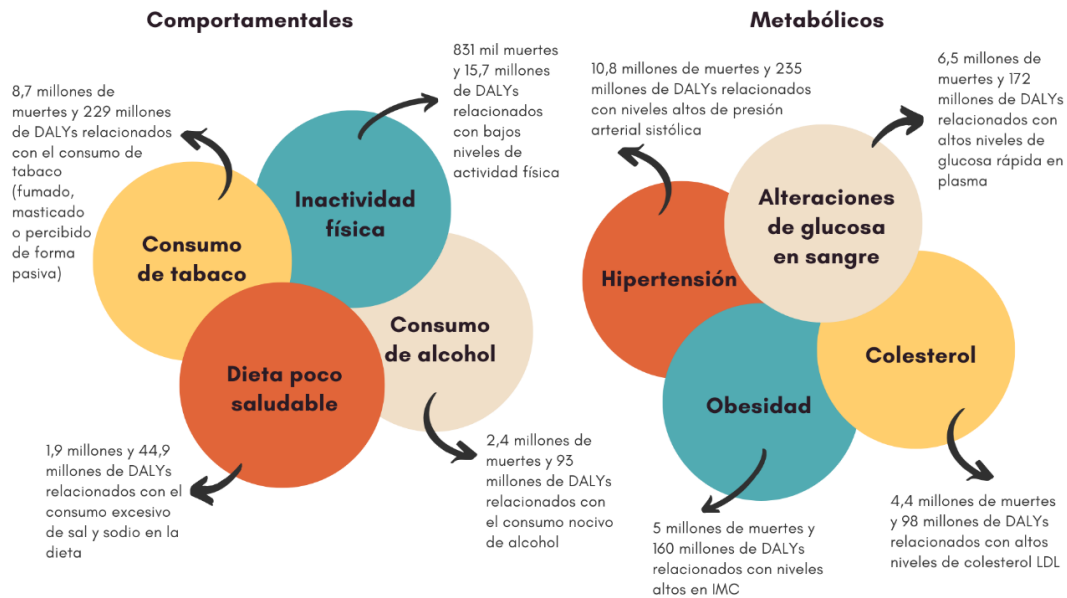 Comportamentales
8,7 millones de
muertes y 229 millones
de DALYs relacionados
con el consumo de
tabaco
(fumado,
masticado
o percibido
de forma
pasiva)
831 mil muertes
y 15,7 millones
de DALYs
relacionados
con bajos
niveles de
actividad física
Inactividad
física
Consumo
de tabaco
Consumo
de alcohol
Dieta poco
saludable
1,9 millones y 44,9
millones de DALYs
relacionados con el
consumo excesivo
de sal y sodio en la
dieta
2,4 millones de
muertes y 93
millones de DALYs
relacionados con
el consumo nocivo
de alcohol
Metabólicos
10,8 millones de muertes y 235
millones de DALYs relacionados
con niveles altos de presión
arterial sistólica
6,5 millones de
muertes y 172
millones de DALYs
relacionados con
altos niveles de
glucosa rápida en
plasma
Alteraciones
de glucosa
en sangre
Hipertensión
Colesterol
Obesidad
5 millones de muertes y
160 millones de DALYs
relacionados con niveles
altos en IMC
4,4 millones de muertes
y 98 millones de DALYs
relacionados con altos
niveles de colesterol LDL